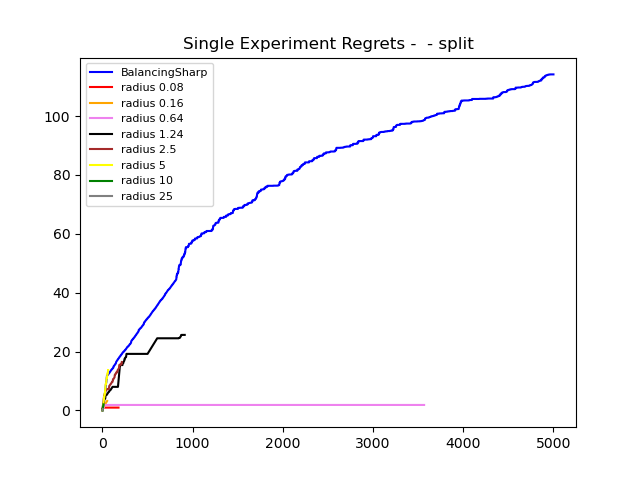 Single Experiment Regrets -  - split
BalancingSharp
radius 0.08
radius 0.16
radius 0.64
radius 1.24
radius 2.5
radius 5
radius 10
radius 25
100
80
60
40
20
0
0 1000 2000 3000 4000 5000